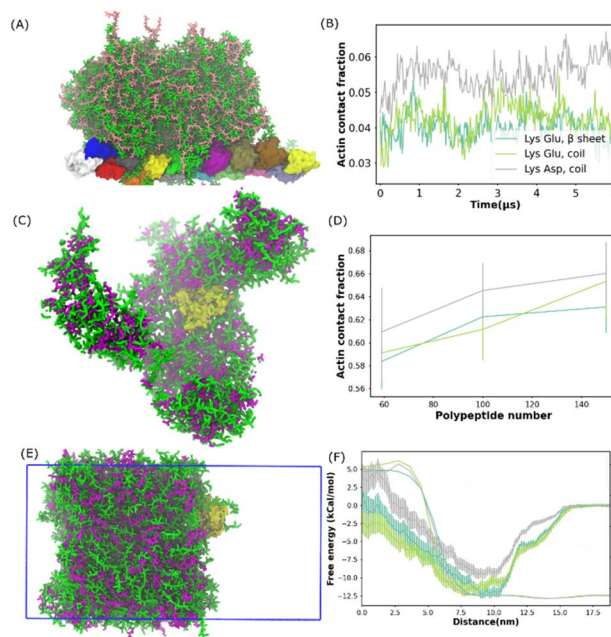 (A)
(B)
Actin contact fraction
0.06
0.05
0.04
0.03
Lys Glu, β sheet
Lys Glu, coil
Lys Asp, coil
0 1 2 3 4 5
Time(μs)
(C)
(D)
Actin contact fraction
0.68
0.66
0.64
0.62
0.60
0.58
0.56
60 80 100 120 140
Polypeptide number
(E)
(F)
Free energy (kCal/mol)
5.0
2.5
0.0
−2.5
−5.0
−7.5
−10.0
−12.5
0.0 2.5 5.0 7.5 10.0 12.5 15.0 17.5
Distance(nm)